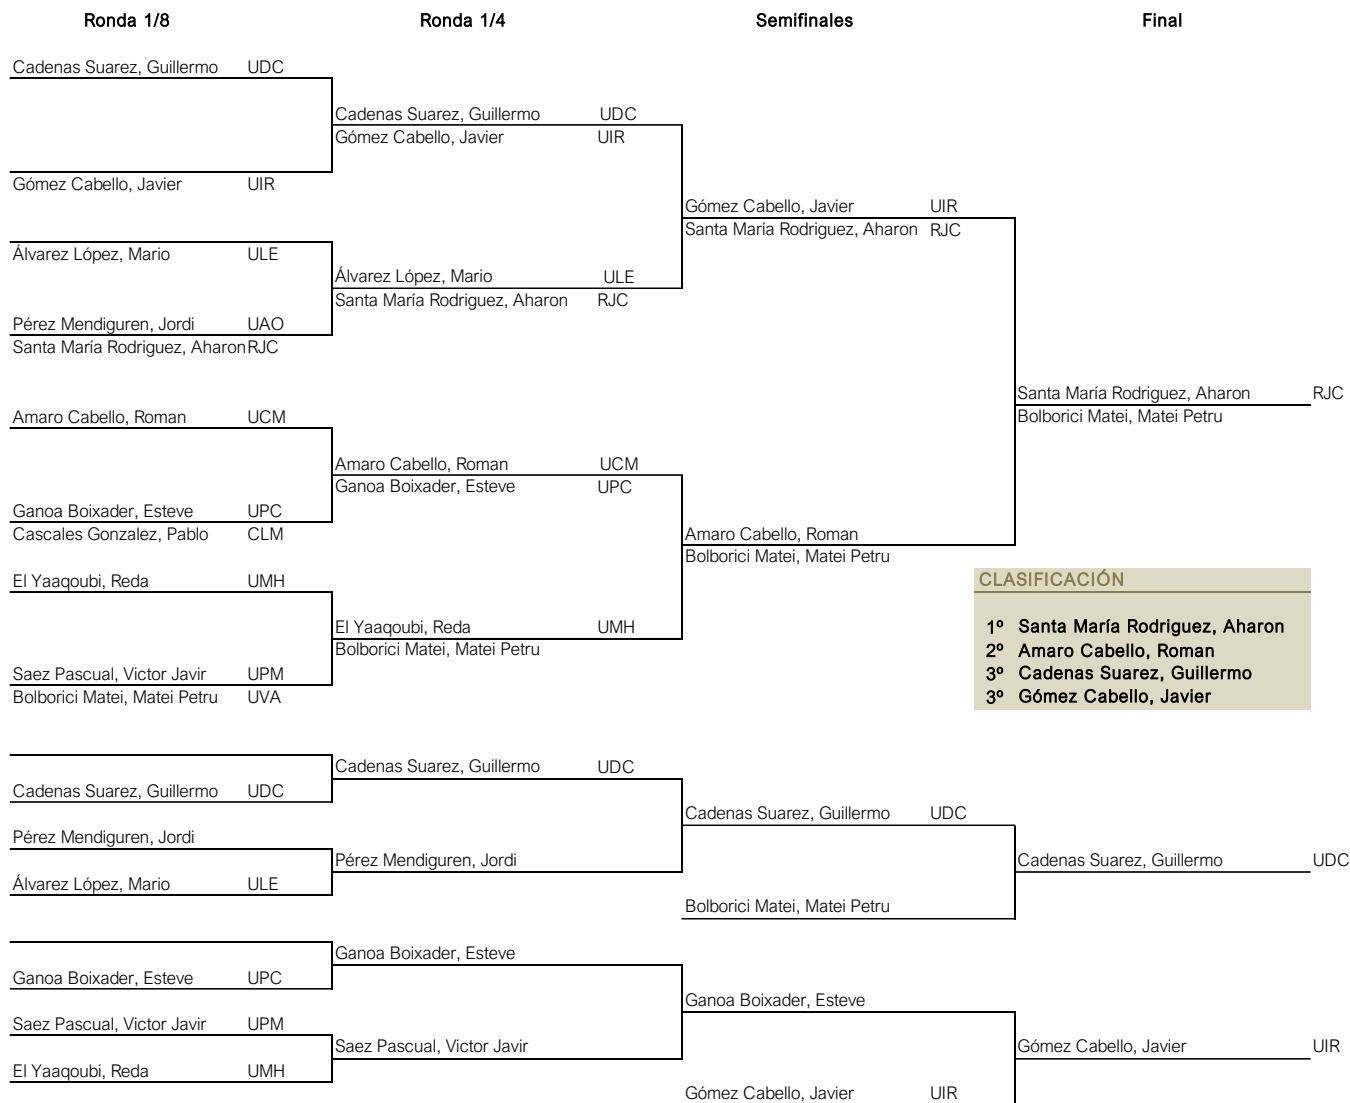 Ronda 1/8 Ronda 1/4 Semifinales Final
Cadenas Suarez, Guillermo UDC
Cadenas Suarez, Guillermo UDC
Gómez Cabello, Javier UIR
Gómez Cabello, Javier UIR
Gómez Cabello, Javier UIR
Santa María Rodriguez, Aharon RJC
Álvarez López, Mario ULE
Álvarez López, Mario ULE
Santa María Rodriguez, Aharon RJC
Pérez Mendiguren, Jordi UAO
Santa María Rodriguez, Aharon RJC
Santa María Rodriguez, Aharon RJC
Bolborici Matei, Matei Petru
Amaro Cabello, Roman UCM
Amaro Cabello, Roman UCM
Ganoa Boixader, Esteve UPC
Ganoa Boixader, Esteve UPC
Cascales Gonzalez, Pablo CLM
Amaro Cabello, Roman
Bolborici Matei, Matei Petru
El Yaaqoubi, Reda UMH
El Yaaqoubi, Reda UMH
Bolborici Matei, Matei Petru
Saez Pascual, Victor Javir UPM
Bolborici Matei, Matei Petru UVA
CLASIFICACIÓN
1º Santa María Rodriguez, Aharon
2º Amaro Cabello, Roman
3º Cadenas Suarez, Guillermo
3º Gómez Cabello, Javier
Cadenas Suarez, Guillermo UDC
Cadenas Suarez, Guillermo UDC
Cadenas Suarez, Guillermo UDC
Pérez Mendiguren, Jordi
Pérez Mendiguren, Jordi
Cadenas Suarez, Guillermo UDC
Álvarez López, Mario ULE
Bolborici Matei, Matei Petru
Ganoa Boixader, Esteve
Ganoa Boixader, Esteve UPC
Ganoa Boixader, Esteve
Saez Pascual, Victor Javir UPM
Saez Pascual, Victor Javir
Gómez Cabello, Javier UIR
El Yaaqoubi, Reda UMH
Gómez Cabello, Javier UIR